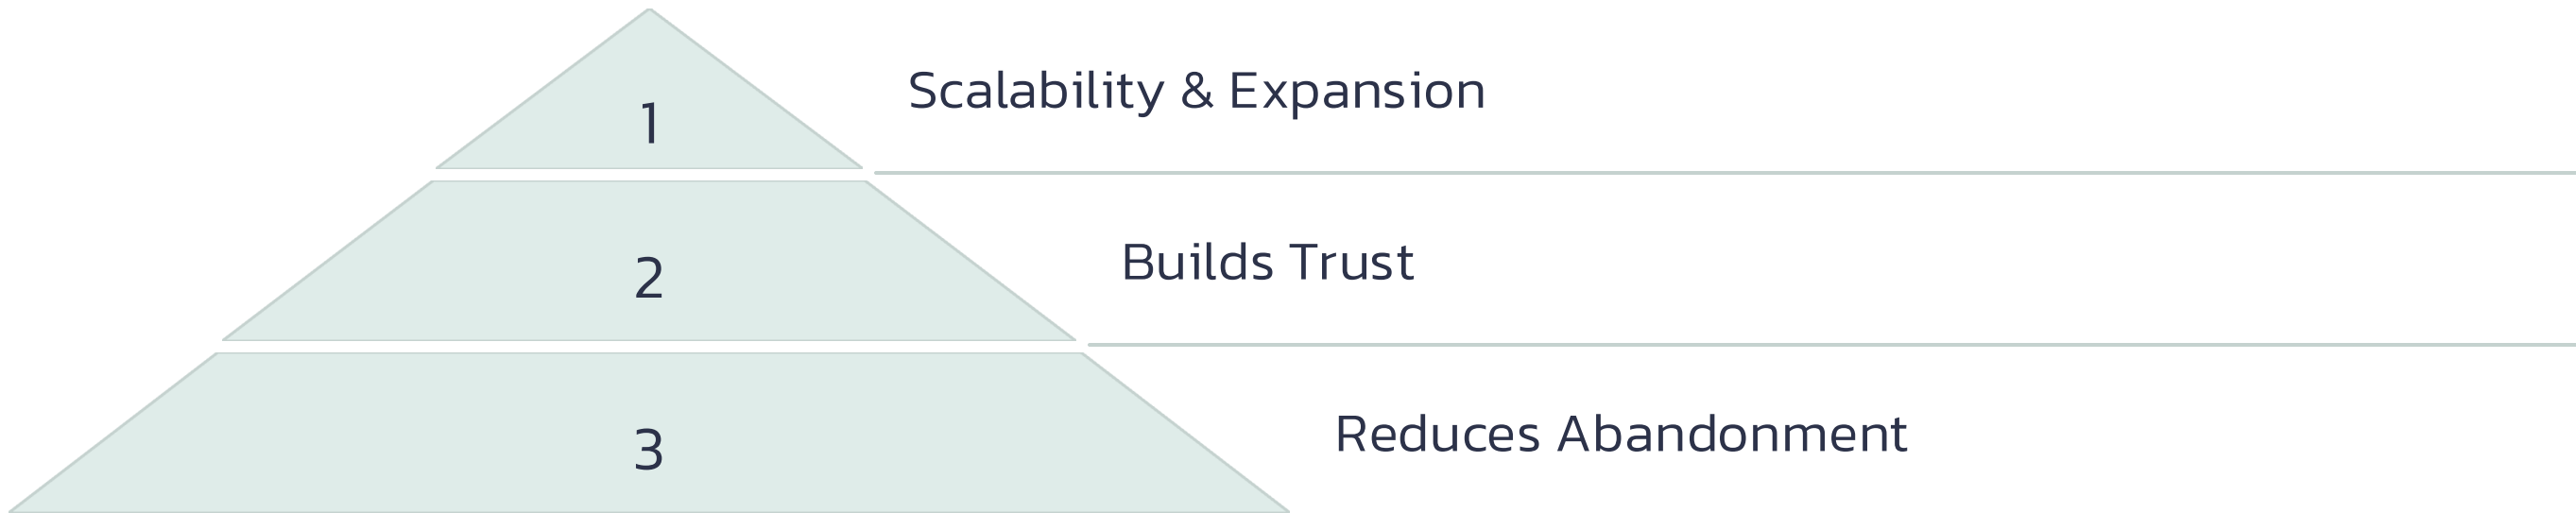 1
Scalability & Expansion
2
Builds Trust
3
Reduces Abandonment